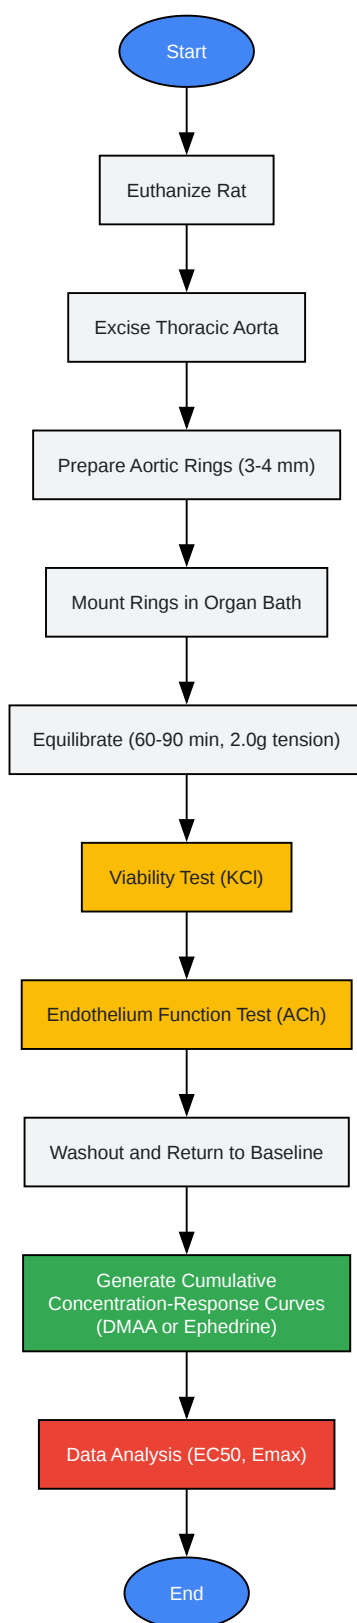 Start
Euthanize Rat
Excise Thoracic Aorta
Prepare Aortic Rings (3-4 mm)
Mount Rings in Organ Bath
Equilibrate (60-90 min, 2.0g tension)
Viability Test (KCl)
Endothelium Function Test (ACh)
Washout and Return to Baseline
Generate Cumulative
Concentration-Response Curves
(DMAA or Ephedrine)
Data Analysis (EC50, Emax)
End